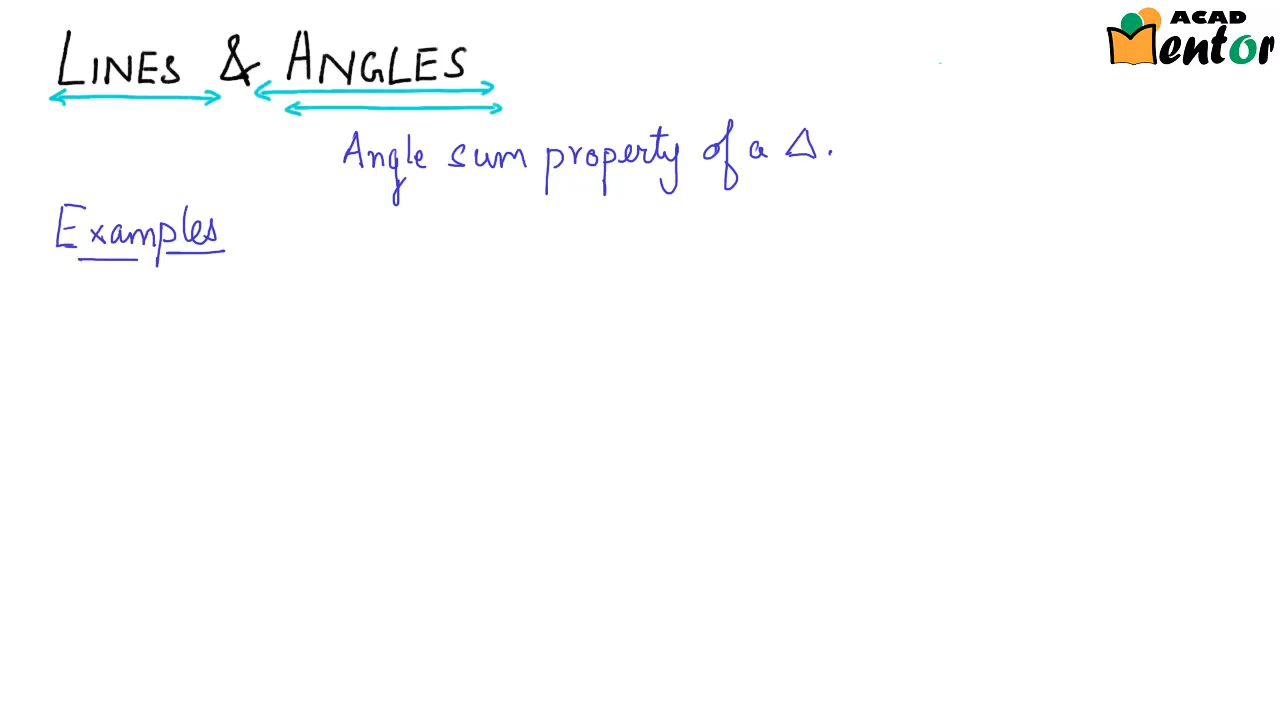 LINES & ANGLES
ACAD
Mentor
Angle sum property of a Δ.
Examples